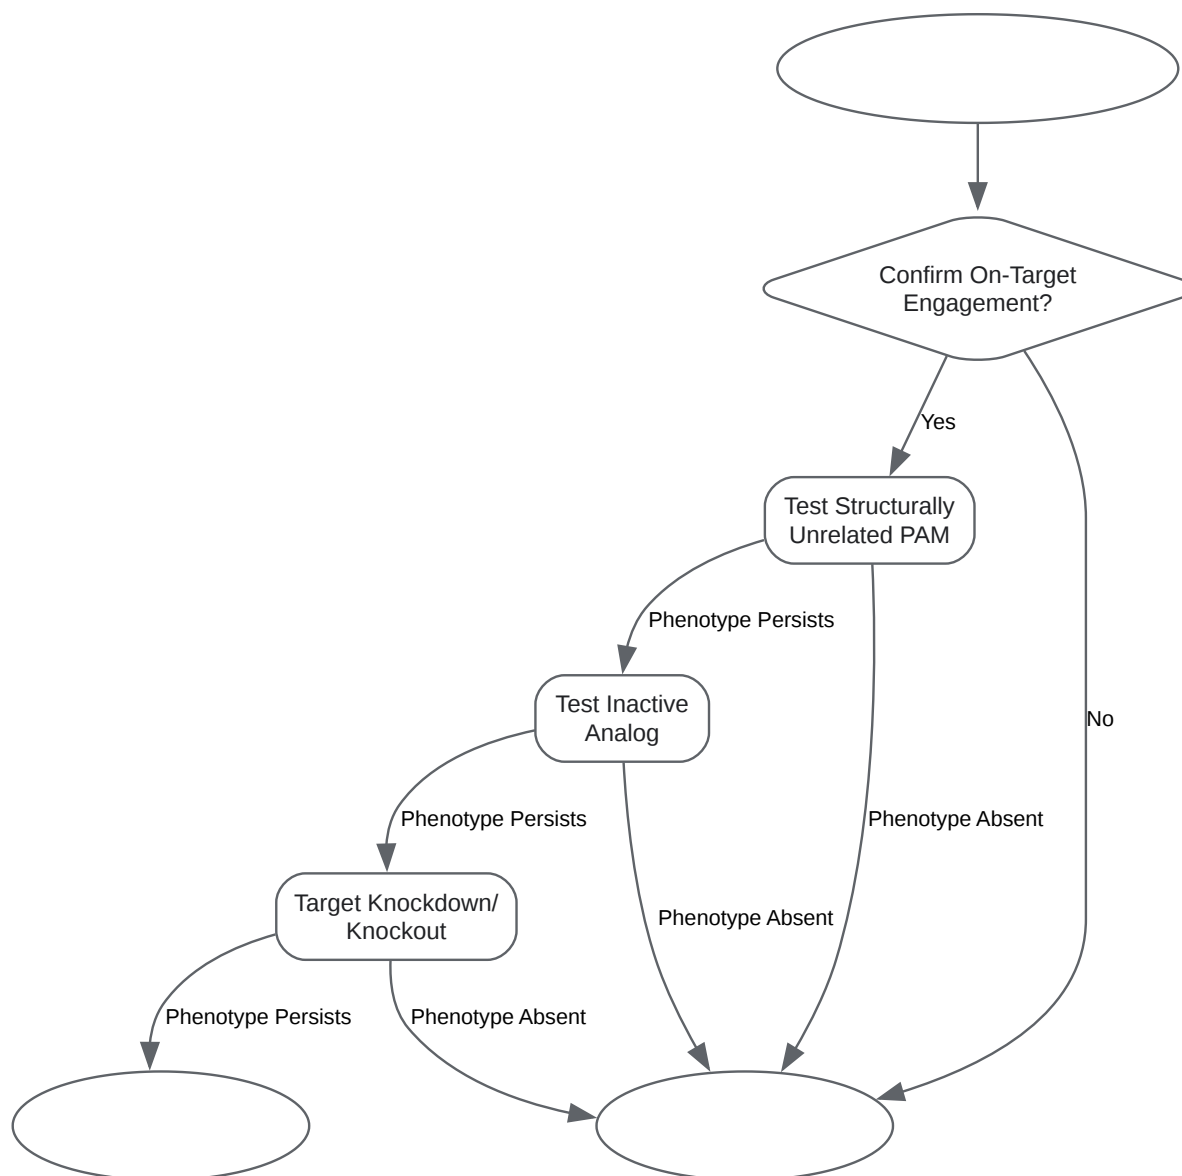 Confirm On-Target
Engagement?
Yes
Test Structurally
Unrelated PAM
Phenotype Persists
Test Inactive
Analog
No
Phenotype Persists
Phenotype Absent
Target Knockdown/
Knockout
Phenotype Absent
Phenotype Persists
Phenotype Absent